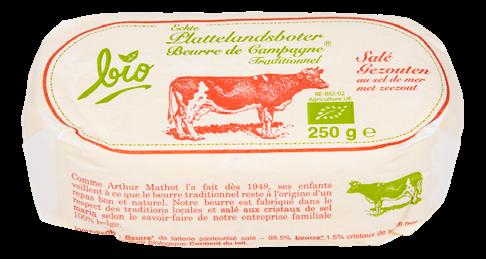 Echte
Plattelandsboter
Beurre de Campagne®
Traditionnel
bio
Salé
Gezouten
au sel de mer
met zeezout
BE-BIO-02
Agriculture UE
250 g e
Comme Arthur Mathot l'a fait dès 1948, ses enfants
veillent à ce que le beurre traditionnel reste à l'origine d'un
repas bon et naturel. Notre beurre est fabriqué dans le
respect des traditions locales et salé aux cristaux de sel
marin selon le savoir-faire de notre entreprise familiale
100% belge.
Beurre* de laiterie pasteurisé salé – 98.5% beurre*, 1.5% cristaux de
biologique. Contient du lait.